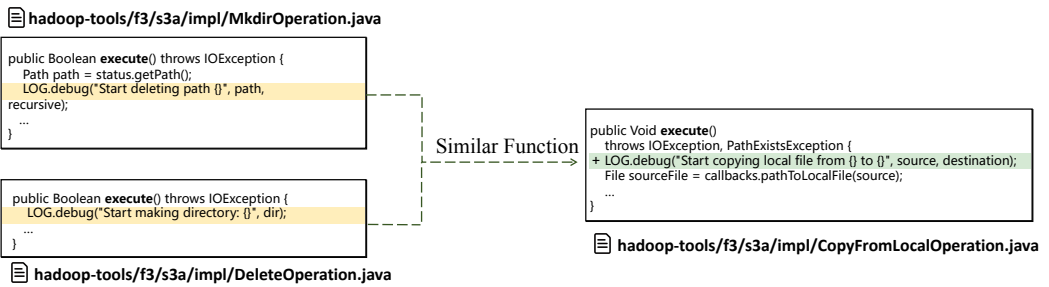 hadoop-tools/f3/s3a/impl/MkdirOperation.java
public Boolean execute() throws IOException {
Path path = status.getPath();
LOG.debug("Start deleting path {}", path,
recursive);
...
}
public Boolean execute() throws IOException {
LOG.debug("Start making directory: {}", dir);
...
}
hadoop-tools/f3/s3a/impl/DeleteOperation.java
Similar Function
public Void execute()
throws IOException, PathExistsException {
+ LOG.debug("Start copying local file from {} to {}", source, destination);
File sourceFile = callbacks.pathToLocalFile(source);
...
}
hadoop-tools/f3/s3a/impl/CopyFromLocalOperation.java